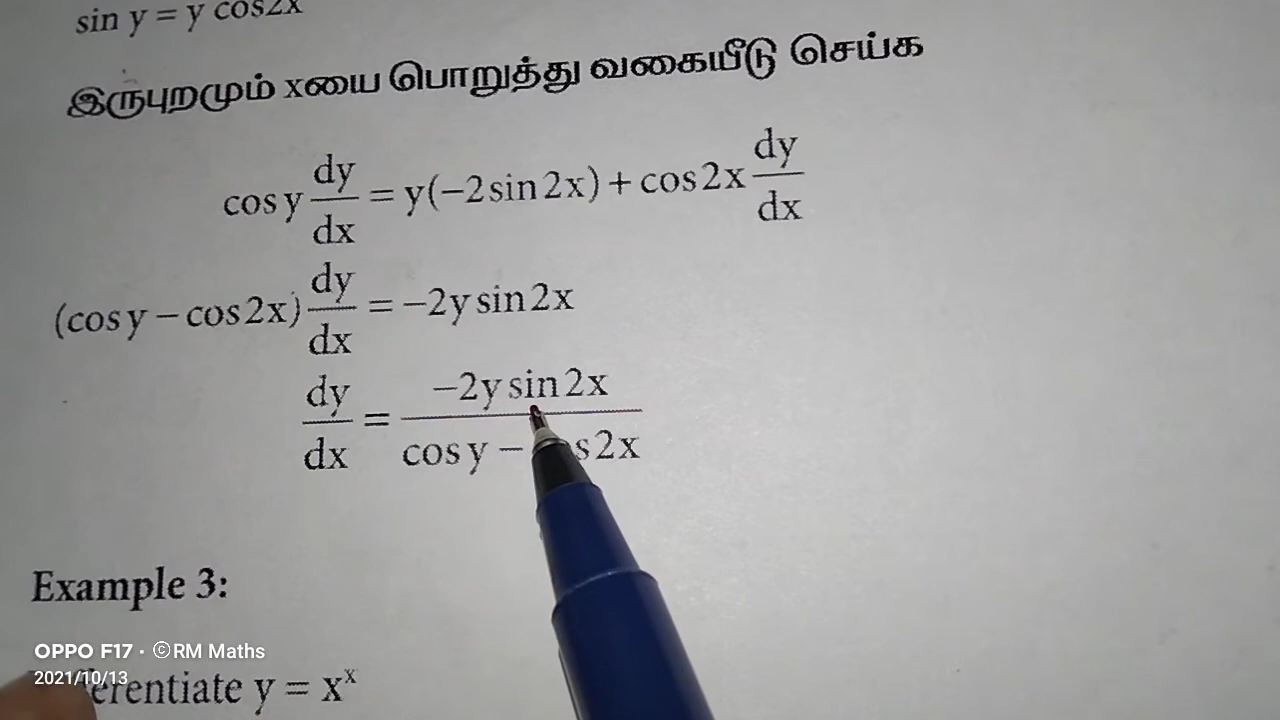 sin y = y cos2x
இருபுறமும் xயை பொறுத்து வகையீடு செய்க
cos y dy/dx = y(−2 sin 2x) + cos 2x dy/dx
(cos y − cos 2x) dy/dx = −2y sin 2x
dy/dx = −2y sin 2x / cos y − s 2x
Example 3:
OPPO F17 · ©RM Maths
2021/10/13
y = xˣ